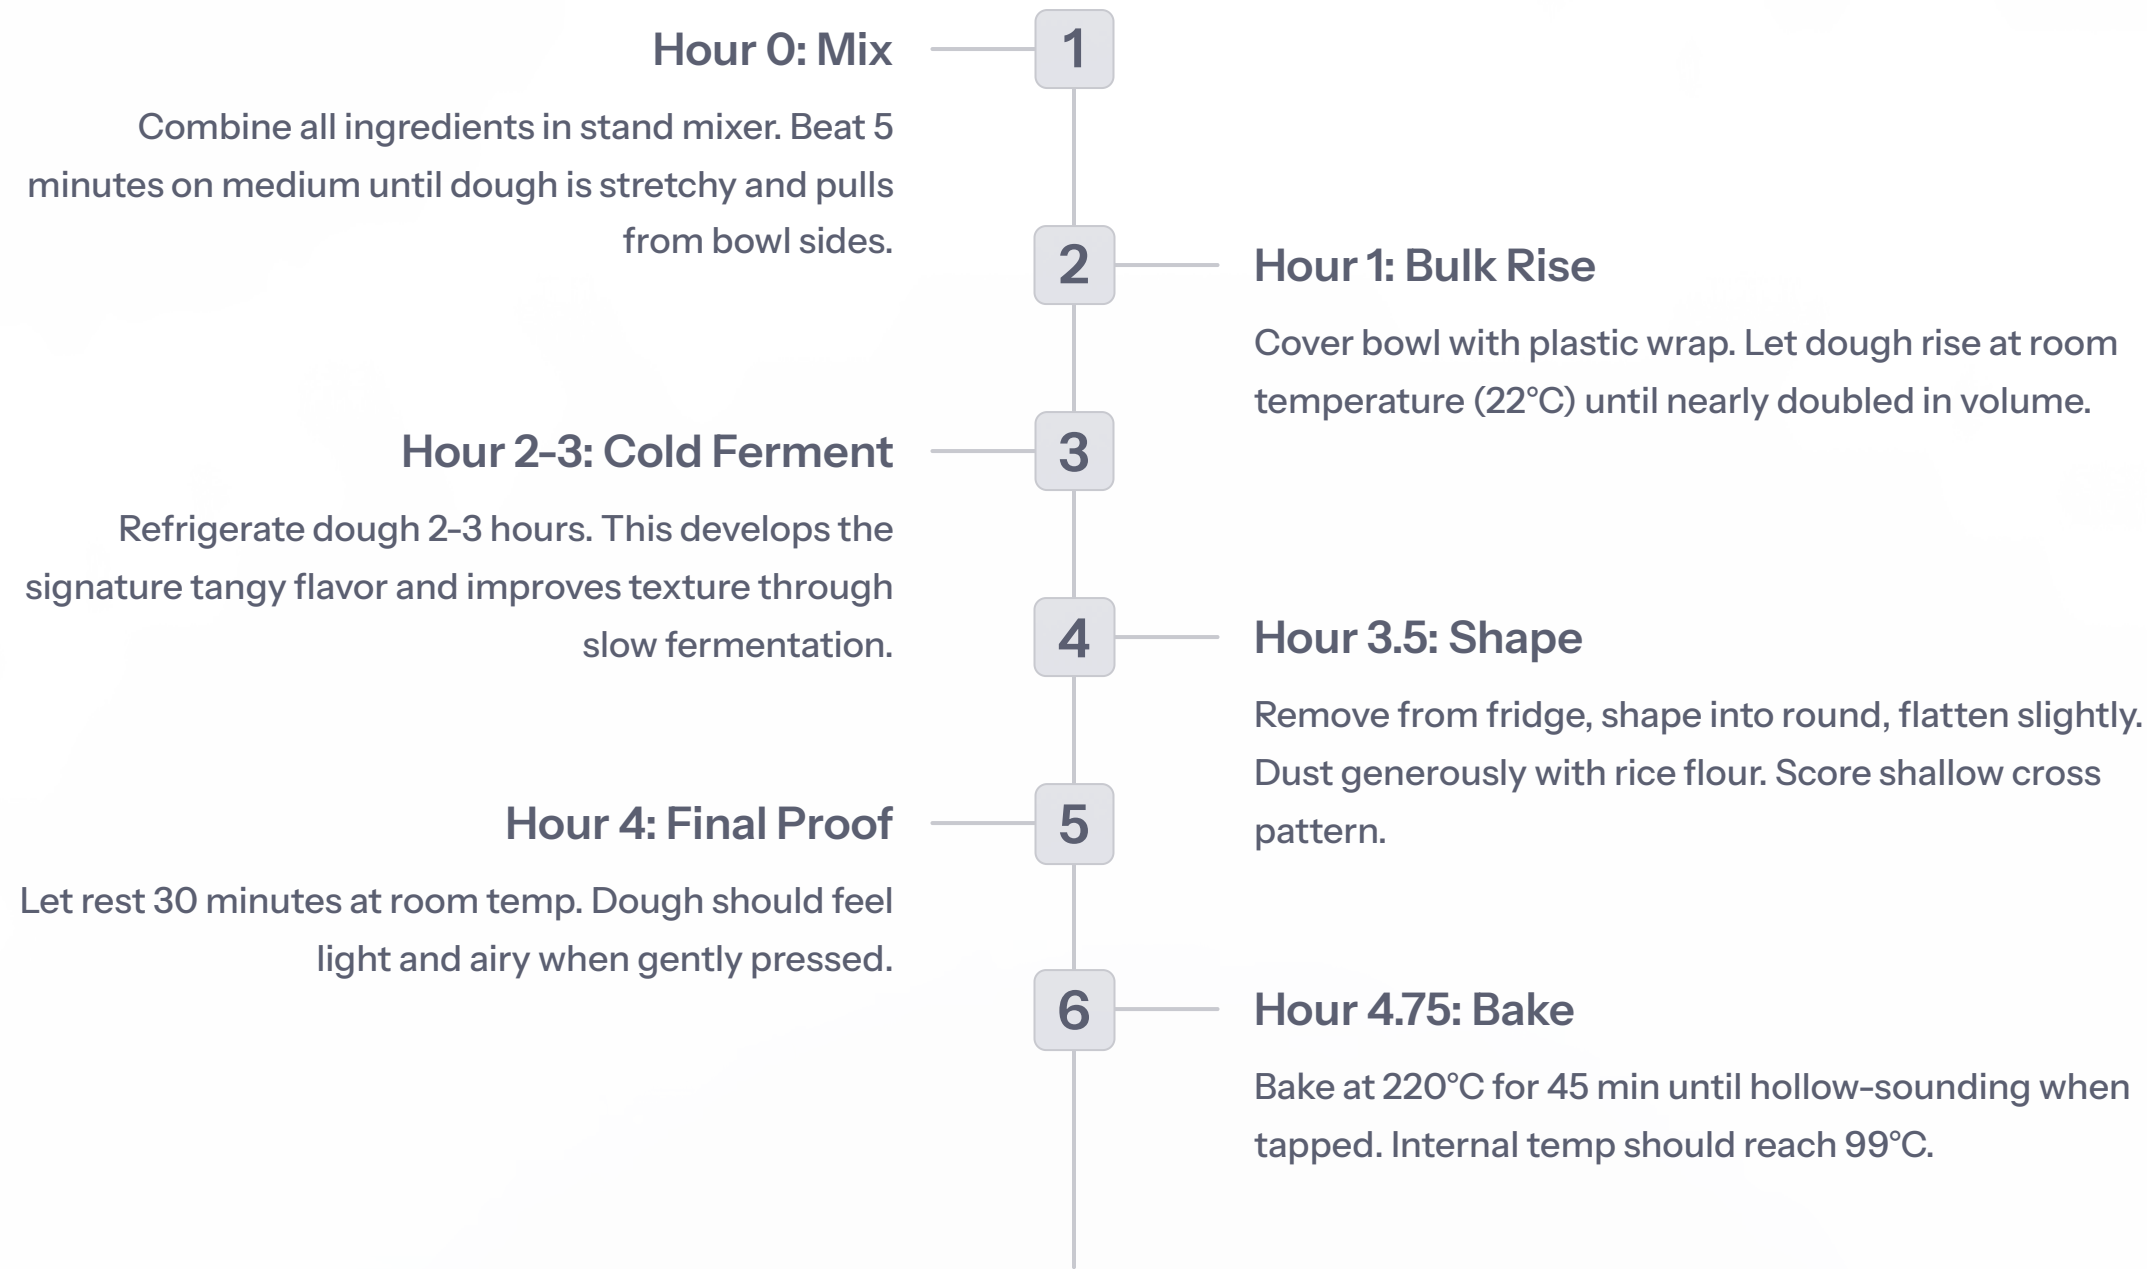 1
Hour 0: Mix
Combine all ingredients in stand mixer. Beat 5
minutes on medium until dough is stretchy and pulls
from bowl sides.
2
Hour 1: Bulk Rise
Cover bowl with plastic wrap. Let dough rise at room
temperature (22°C) until nearly doubled in volume.
3
Hour 2-3: Cold Ferment
Refrigerate dough 2-3 hours. This develops the
signature tangy flavor and improves texture through
slow fermentation.
4
Hour 3.5: Shape
Remove from fridge, shape into round, flatten slightly.
Dust generously with rice flour. Score shallow cross
pattern.
5
Hour 4: Final Proof
Let rest 30 minutes at room temp. Dough should feel
light and airy when gently pressed.
6
Hour 4.75: Bake
Bake at 220°C for 45 min until hollow-sounding when
tapped. Internal temp should reach 99°C.